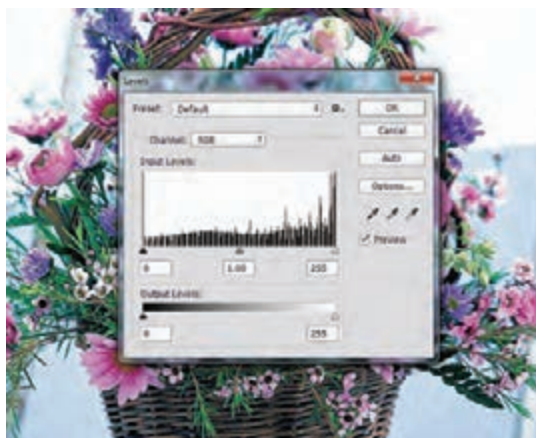 Levels
Preset: Default
OK
Channel: RGB
Cancel
Input Levels:
Auto
Options...
Preview
0 1.00 255
Output Levels:
0 255